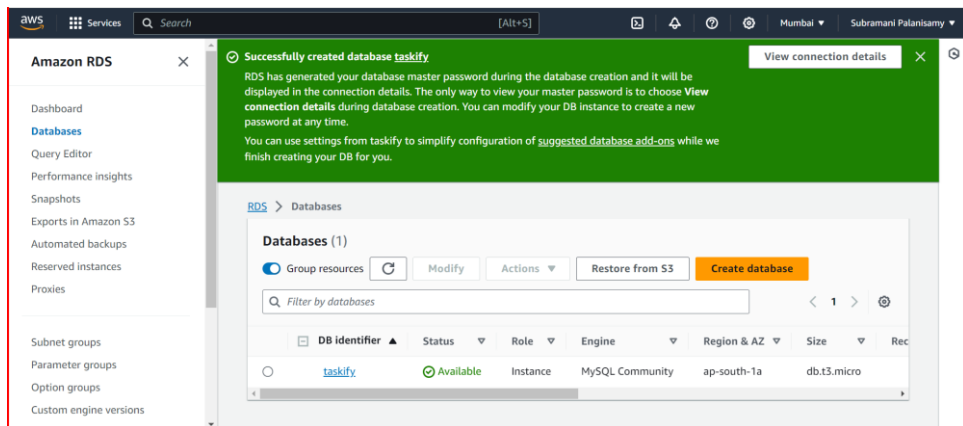 aws Services Search [Alt+S] Mumbai ▼ Subramani Palanisamy ▼
Amazon RDS
Dashboard
Databases
Query Editor
Performance insights
Snapshots
Exports in Amazon S3
Automated backups
Reserved instances
Proxies
Subnet groups
Parameter groups
Option groups
Custom engine versions
Successfully created database taskify
View connection details
RDS has generated your database master password during the database creation and it will be
displayed in the connection details. The only way to view your master password is to choose View
connection details during database creation. You can modify your DB instance to create a new
password at any time.
You can use settings from taskify to simplify configuration of suggested database add-ons while we
finish creating your DB for you.
RDS > Databases
Databases (1)
Group resources Modify Actions ▼ Restore from S3 Create database
Filter by databases < 1 >
DB identifier ▲ Status Role Engine Region & AZ Size Rec
taskify Available Instance MySQL Community ap-south-1a db.t3.micro